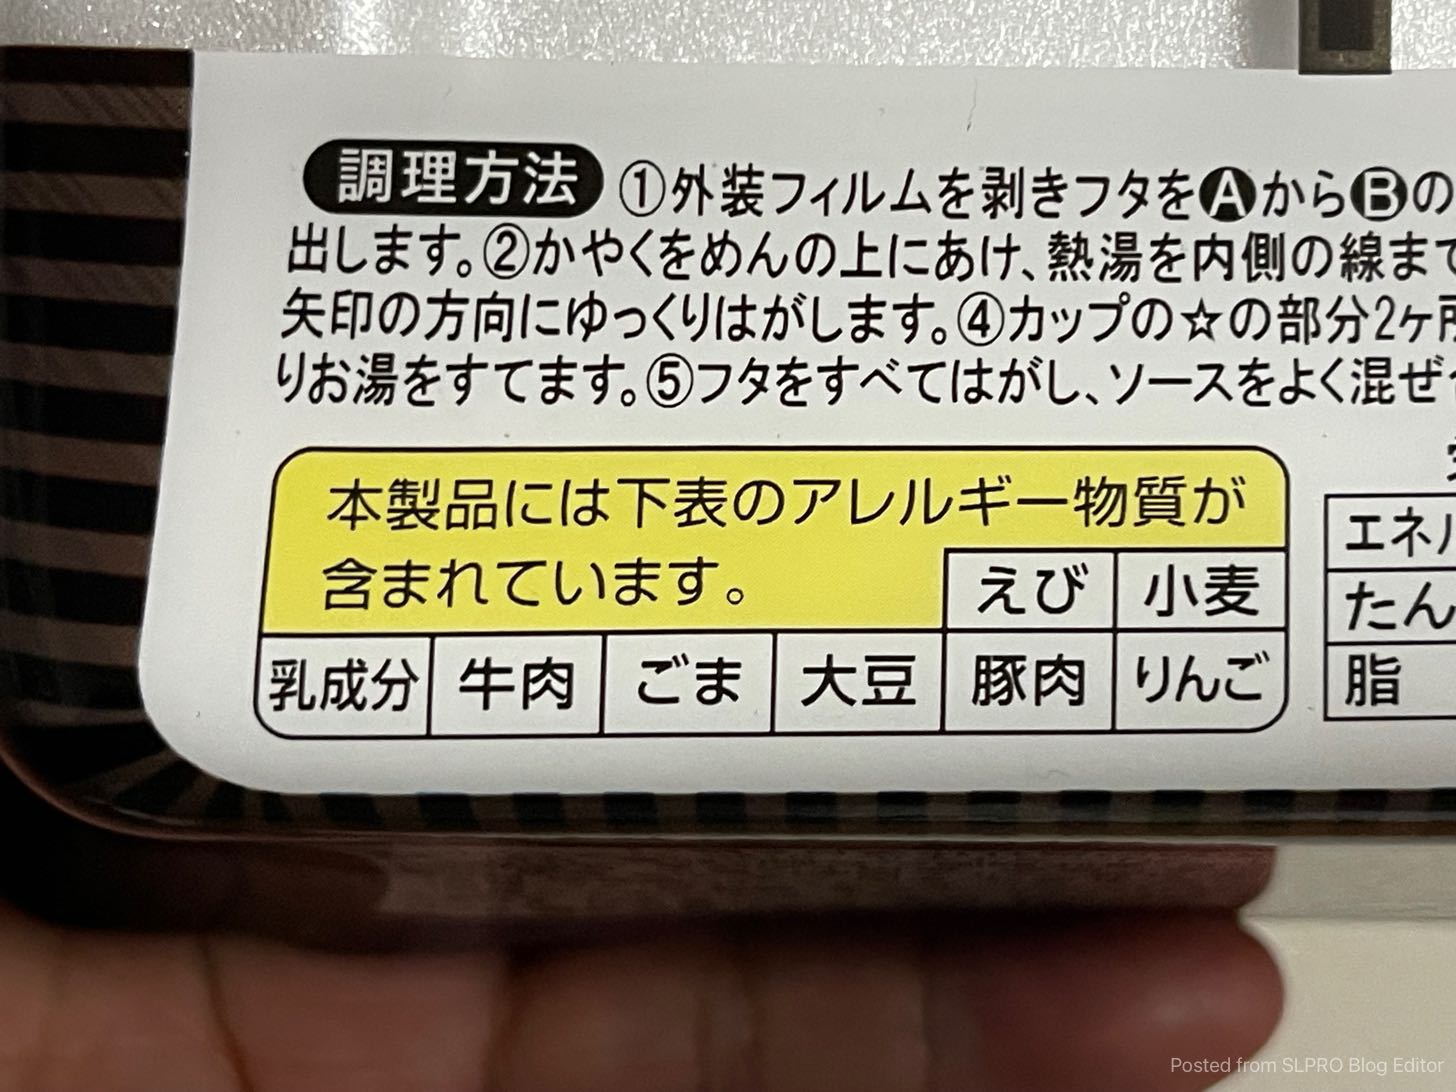 調理方法 ①外装フィルムを剥きフタをⒶからⒷの
出します。②かやくをめんの上にあけ、熱湯を内側の線まで
矢印の方向にゆっくりはがします。④カップの☆の部分2ヶ所
りお湯をすてます。⑤フタをすべてはがし、ソースをよく混ぜ
本製品には下表のアレルギー物質が
含まれています。
えび 小麦
乳成分 牛肉 ごま 大豆 豚肉 りんご
エネル
たん
脂
Posted from SLPRO Blog Editor